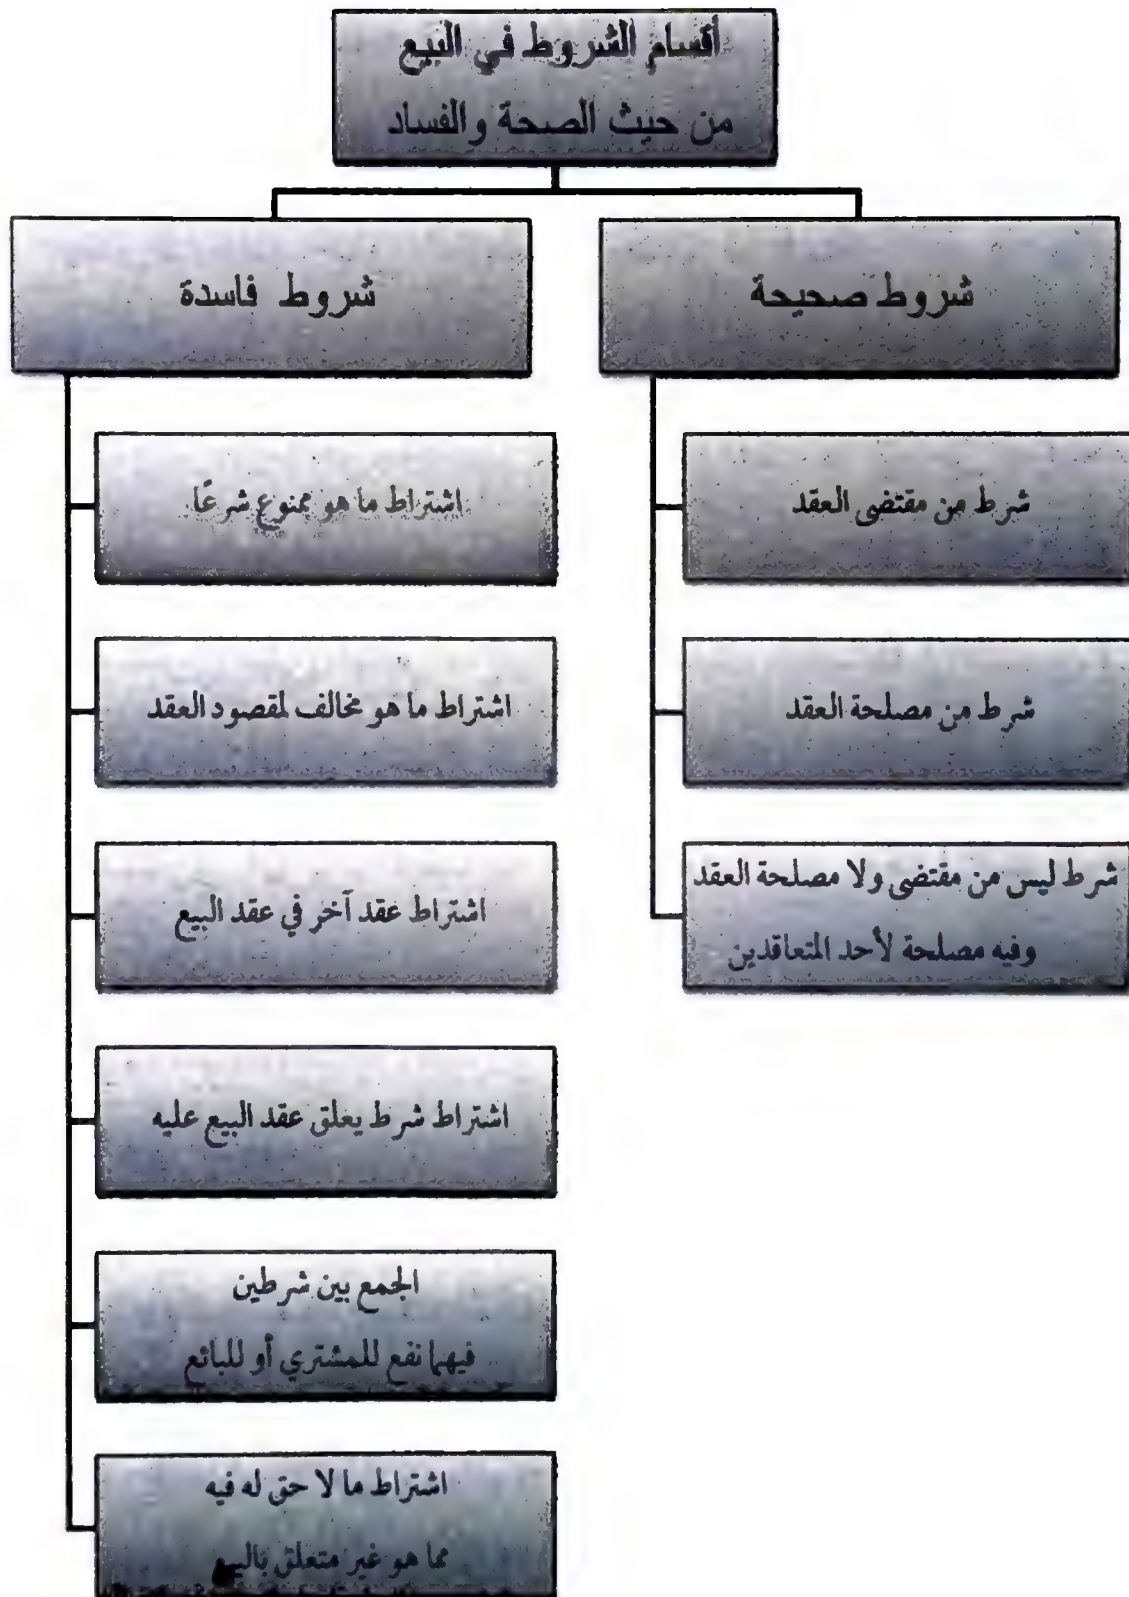 أقسام الشروط في البيع
من حيث الصحة والفساد
شروط صحيحة
شرط من مقتضى العقد
شرط من مصلحة العقد
شرط ليس من مقتضى ولا مصلحة العقد
وفيه مصلحة لأحد المتعاقدين
شروط فاسدة
اشتراط ما هو ممنوع شرعًا
اشتراط ما هو مخالف لمقصود العقد
اشتراط عقد آخر في عقد البيع
اشتراط شرط يعلق عقد البيع عليه
الجمع بين شرطين
فيهما نفع للمشتري أو للبائع
اشتراط ما لا حق له فيه
مما هو غير متعلق بالبيع